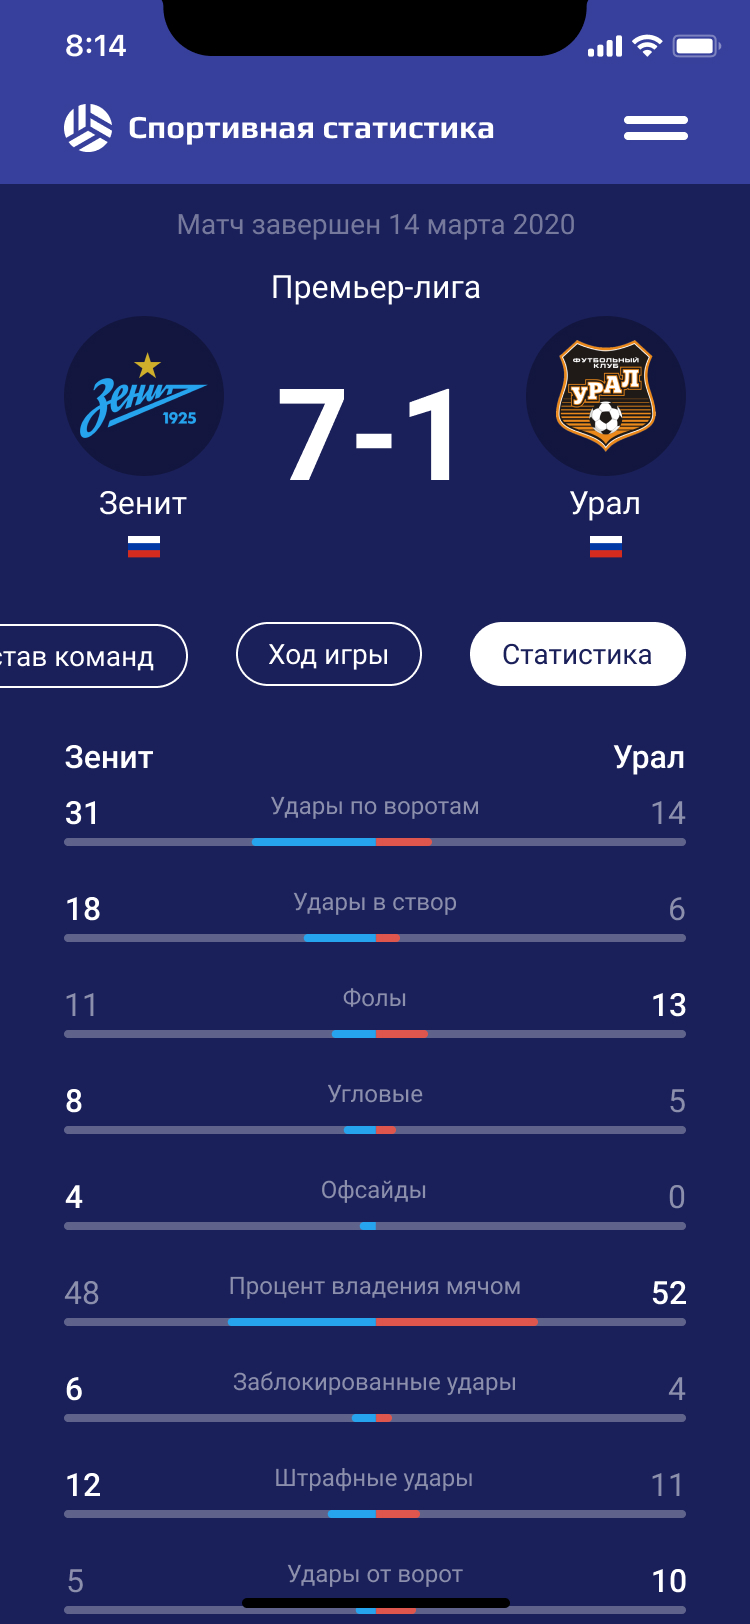 8:14
Спортивная статистика
Матч завершен 14 марта 2020
Премьер-лига
Зенит
1925
7-1
ФУТБОЛЬНЫЙ
КЛУБ
УРАЛ
Зенит
Урал
став команд
Ход игры
Статистика
Зенит
Урал
31
Удары по воротам
14
18
Удары в створ
6
11
Фолы
13
8
Угловые
5
4
Офсайды
0
48
Процент владения мячом
52
6
Заблокированные удары
4
12
Штрафные удары
11
5
Удары от ворот
10